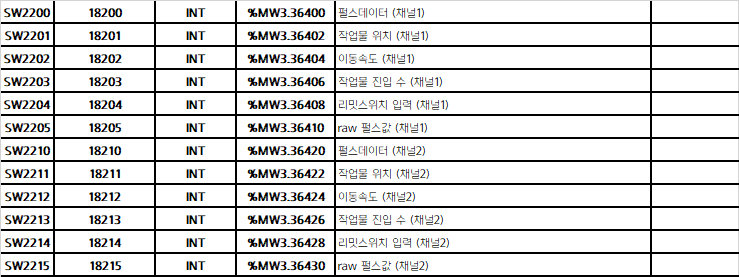 SW2200 18200 INT %MW3.36400 펄스데이터 (채널1)
SW2201 18201 INT %MW3.36402 작업물 위치 (채널1)
SW2202 18202 INT %MW3.36404 이동속도 (채널1)
SW2203 18203 INT %MW3.36406 작업물 진입 수 (채널1)
SW2204 18204 INT %MW3.36408 리밋스위치 입력 (채널1)
SW2205 18205 INT %MW3.36410 raw 펄스값 (채널1)
SW2210 18210 INT %MW3.36420 펄스데이터 (채널2)
SW2211 18211 INT %MW3.36422 작업물 위치 (채널2)
SW2212 18212 INT %MW3.36424 이동속도 (채널2)
SW2213 18213 INT %MW3.36426 작업물 진입 수 (채널2)
SW2214 18214 INT %MW3.36428 리밋스위치 입력 (채널2)
SW2215 18215 INT %MW3.36430 raw 펄스값 (채널2)